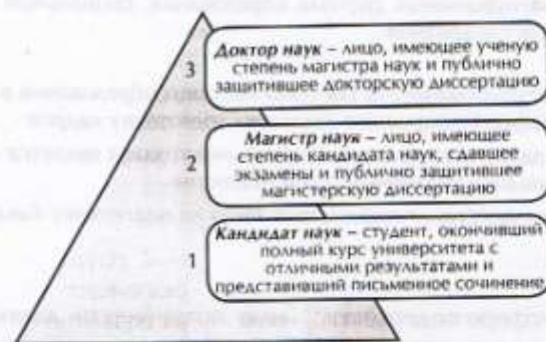 3
Доктор наук – лицо, имеющее ученую
степень магистра наук и публично
защитившее докторскую диссертацию
2
Магистр наук – лицо, имеющее
степень кандидата наук, сдавшее
экзамены и публично защитившее
магистерскую диссертацию
1
Кандидат наук – студент, окончивший
полный курс университета с
отличными результатами и
представивший письменное сочинение